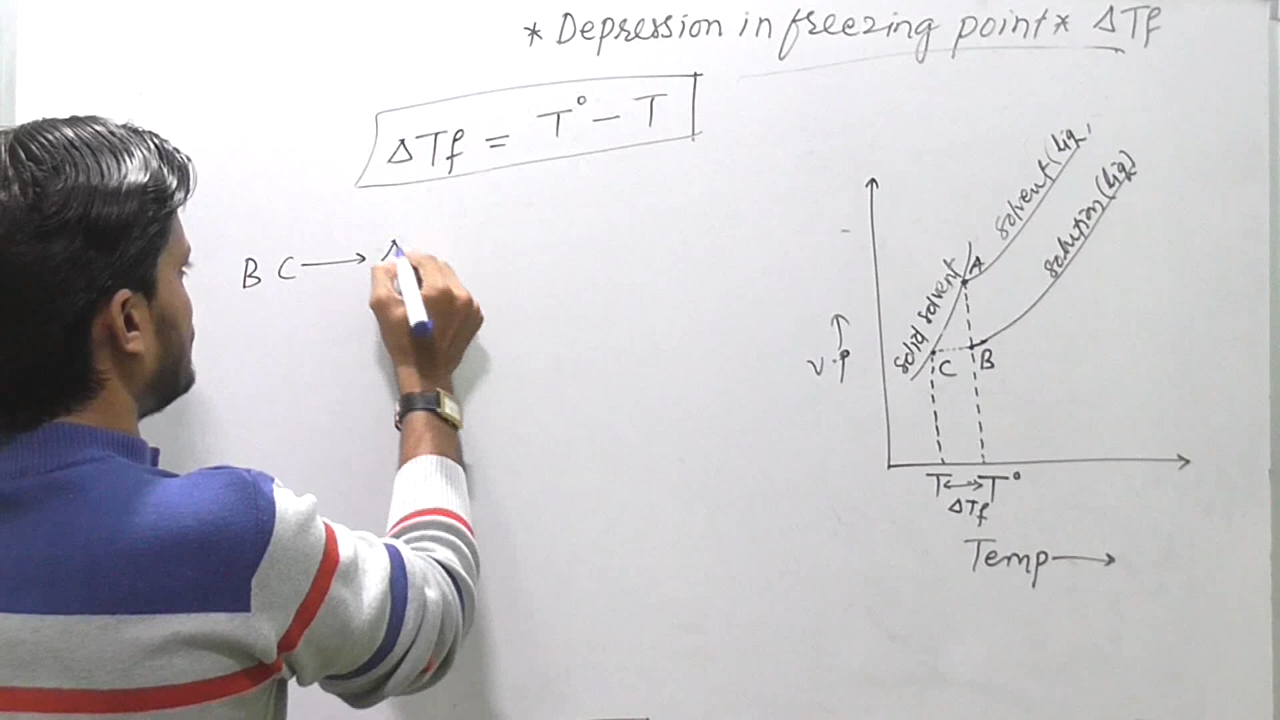 * Depression in freezing point * ΔTf
ΔTf = T° - T
B C ⟶
solvent (liq.
solution (liq)
solid solvent
A
B
C
v.p ↑
T ↔ T°
ΔTf
Temp ⟶